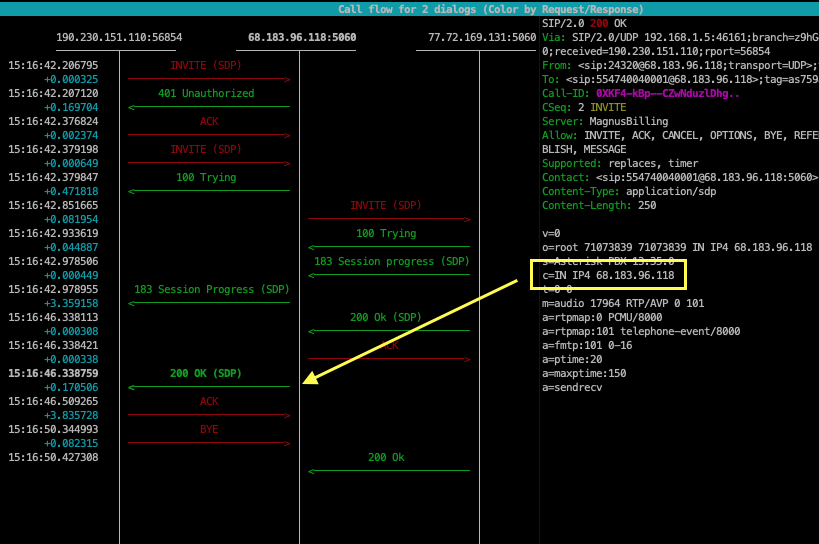 Call flow for 2 dialogs (Color by Request/Response)
190.230.151.110:56854 68.183.96.118:5060 77.72.169.131:5060
15:16:42.206795 INVITE (SDP)
+0.000325
15:16:42.207120 401 Unauthorized
+0.169704
15:16:42.376824 ACK
+0.002374
15:16:42.379198 INVITE (SDP)
+0.000649
15:16:42.379847 100 Trying
+0.471818
15:16:42.851665 INVITE (SDP)
+0.081954
15:16:42.933619 100 Trying
+0.044887
15:16:42.978506 183 Session progress (SDP)
+0.000449
15:16:42.978955 183 Session Progress (SDP)
+3.359158
15:16:46.338113 200 Ok (SDP)
+0.000308
15:16:46.338421 ACK
+0.000338
15:16:46.338759 200 OK (SDP)
+0.170506
15:16:46.509265 ACK
+3.835728
15:16:50.344993 BYE
+0.082315
15:16:50.427308 200 Ok
SIP/2.0 200 OK
Via: SIP/2.0/UDP 192.168.1.5:46161;branch=z9hG
0;received=190.230.151.110;rport=56854
From: <sip:24320@68.183.96.118;transport=UDP>;
To: <sip:554740040001@68.183.96.118>;tag=as759
Call-ID: 0XKF4-kBp--CZwNduzlDhg..
CSeq: 2 INVITE
Server: MagnusBilling
Allow: INVITE, ACK, CANCEL, OPTIONS, BYE, REFE
BLISH, MESSAGE
Supported: replaces, timer
Contact: <sip:554740040001@68.183.96.118:5060>
Content-Type: application/sdp
Content-Length: 250
v=0
o=root 71073839 71073839 IN IP4 68.183.96.118
s=Asterisk PBX 13.35.0
c=IN IP4 68.183.96.118
t=0 0
m=audio 17964 RTP/AVP 0 101
a=rtpmap:0 PCMU/8000
a=rtpmap:101 telephone-event/8000
a=fmtp:101 0-16
a=ptime:20
a=maxptime:150
a=sendrecv